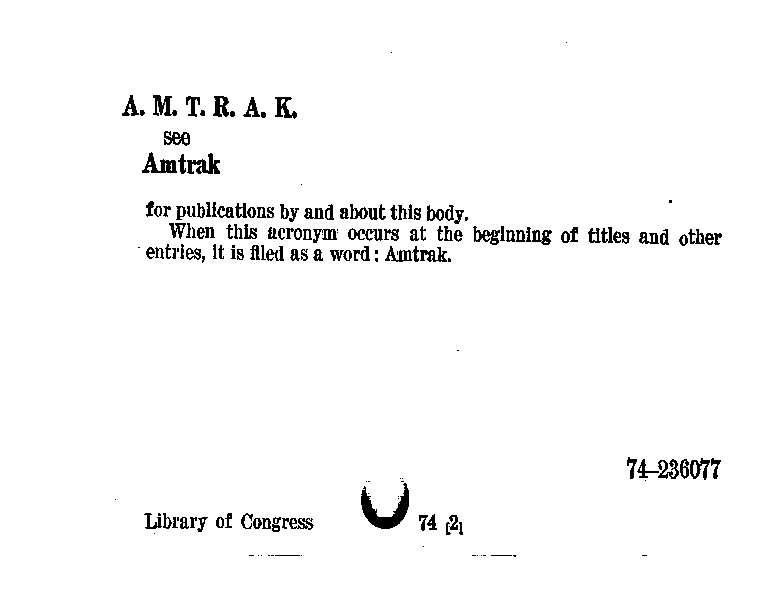 A. M. T. R. A. K.
see
Amtrak
for publications by and about this body.
When this acronym occurs at the beginning of titles and other
entries, it is filed as a word: Amtrak.
74–236077
Library of Congress 74 [2]